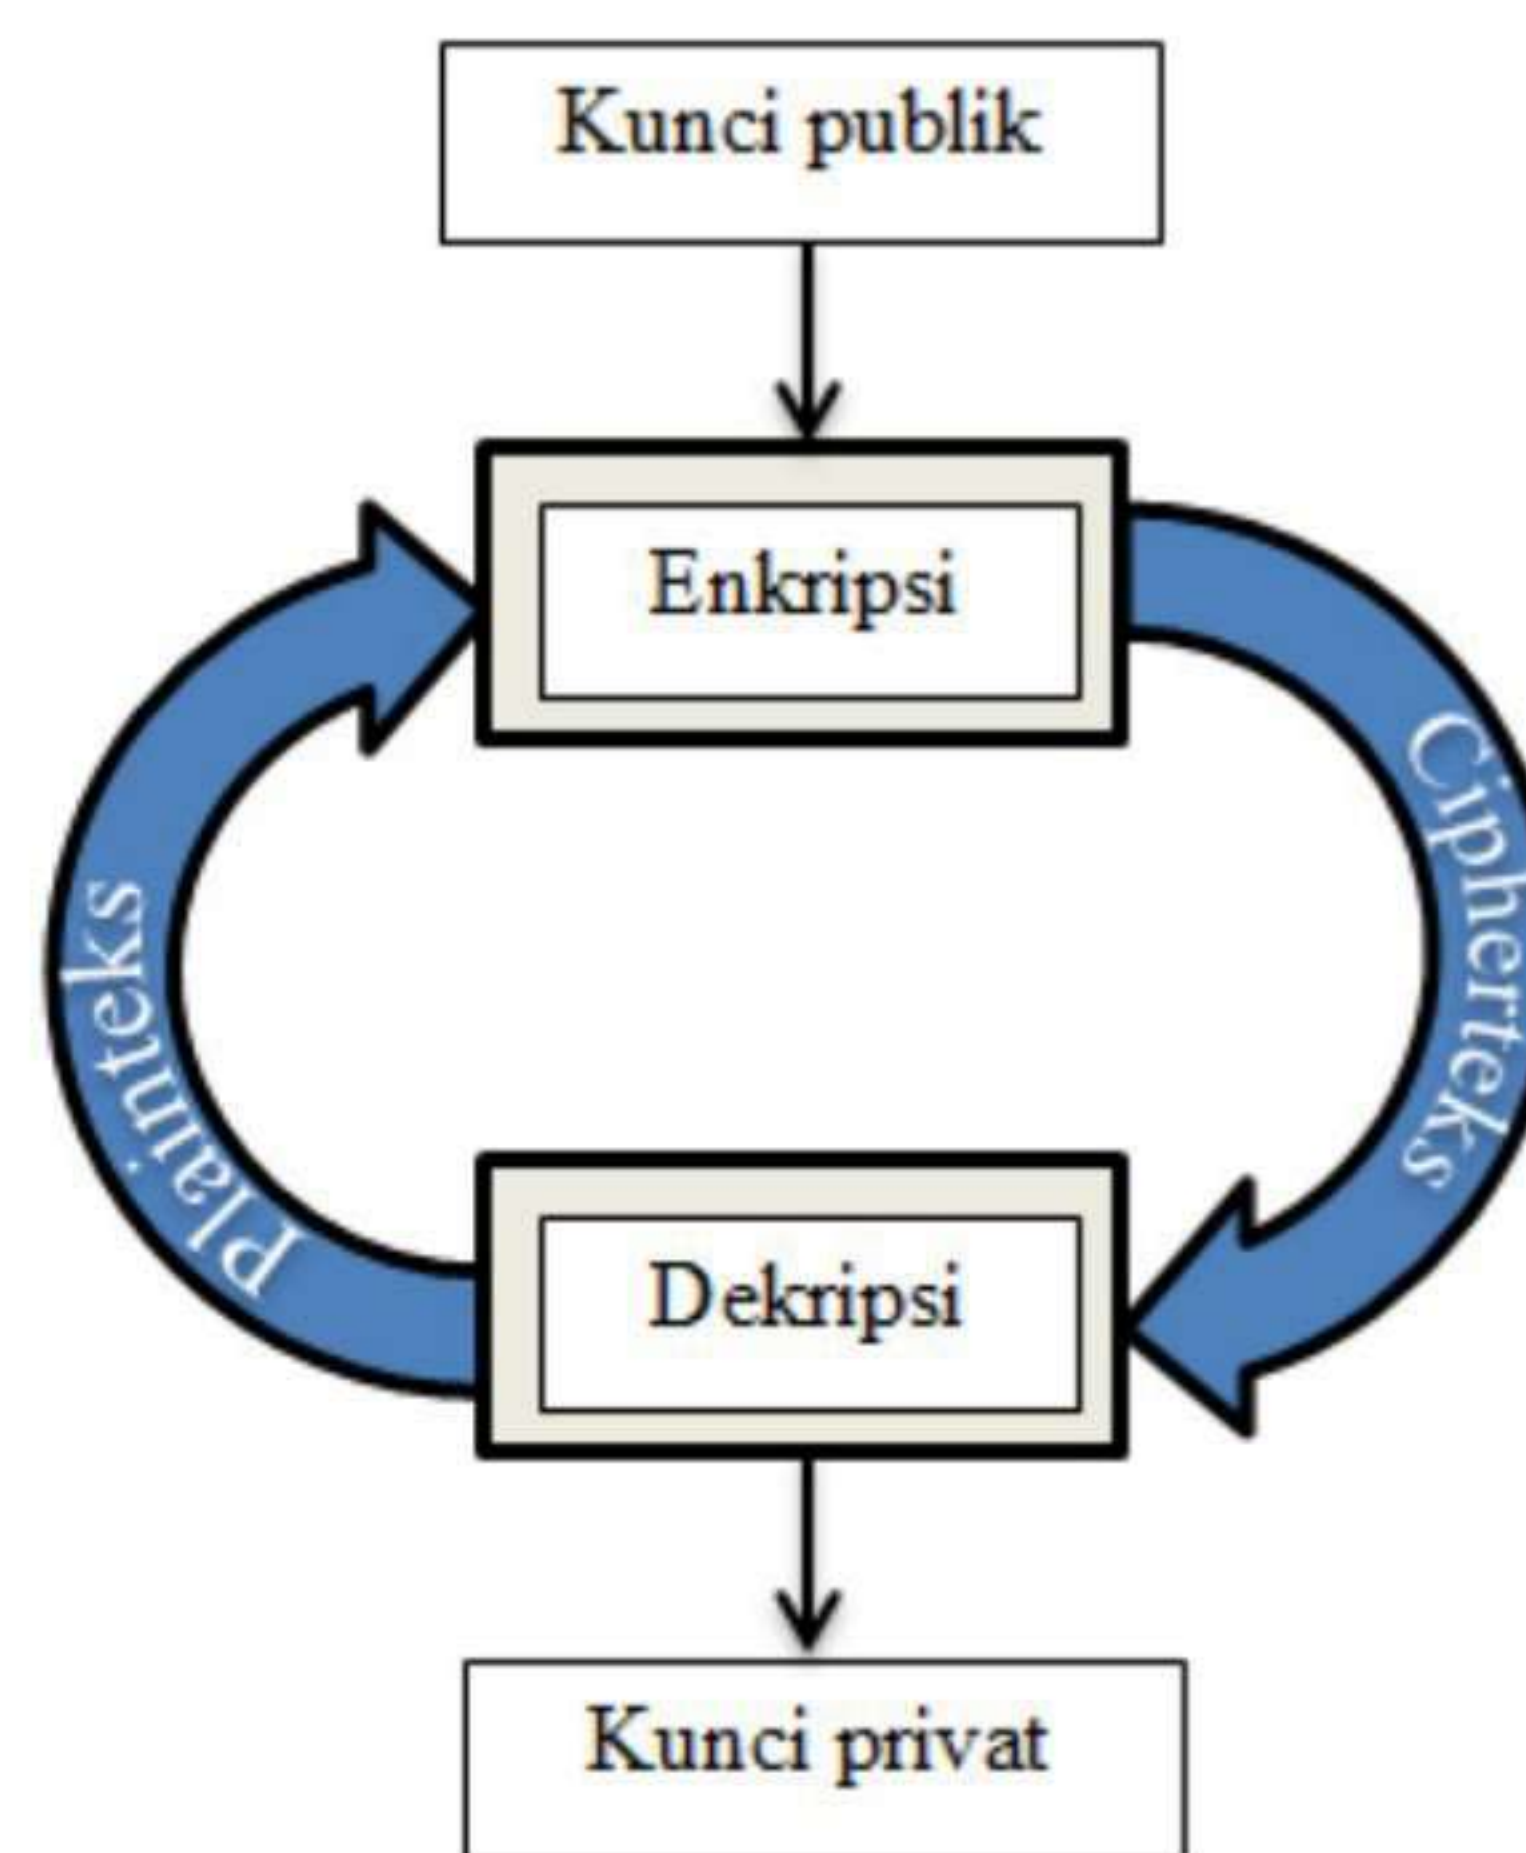 Kunci publik
Enkripsi
Cipherteks
Plainteks
Dekripsi
Kunci privat